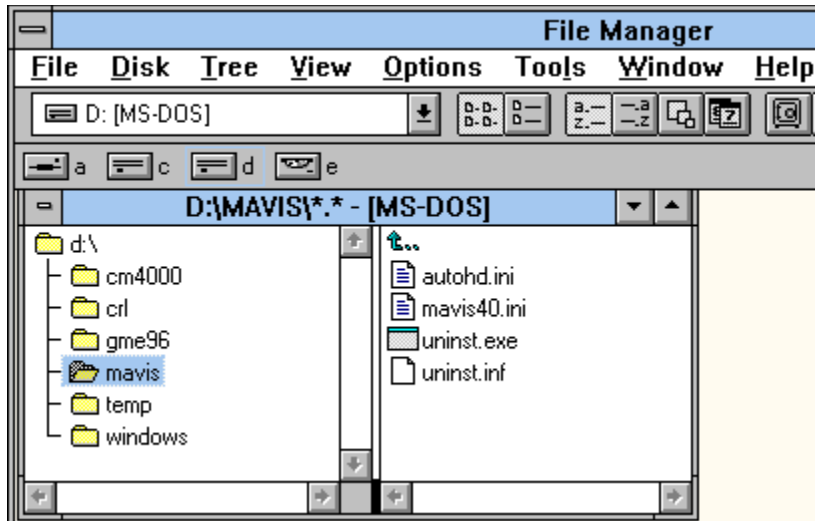 File Manager
File Disk Tree View Options Tools Window Help
D: [MS-DOS]
a c d e
D:\MAVIS\*.* - [MS-DOS]
d:\
cm4000
crl
gme96
mavis
temp
windows
..
autohd.ini
mavis40.ini
uninst.exe
uninst.inf